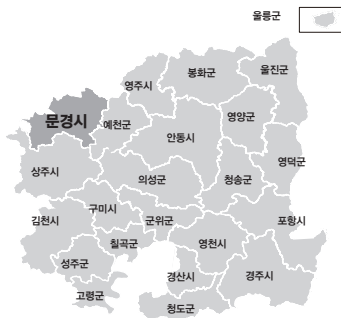 울릉군
울진군
봉화군
영주시
문경시
예천군
영양군
안동시
영덕군
상주시
의성군
청송군
구미시
김천시
군위군
포항시
칠곡군
영천시
성주군
경산시
경주시
고령군
청도군